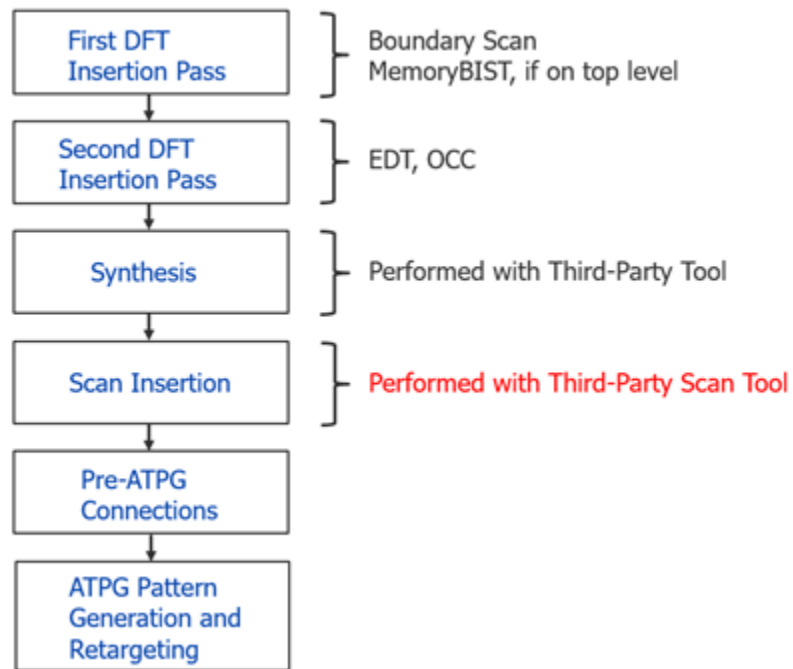 First DFT
Insertion Pass
Boundary Scan
MemoryBIST, if on top level
Second DFT
Insertion Pass
EDT, OCC
Synthesis
Performed with Third-Party Tool
Scan Insertion
Performed with Third-Party Scan Tool
Pre-ATPG
Connections
ATPG Pattern
Generation and
Retargeting